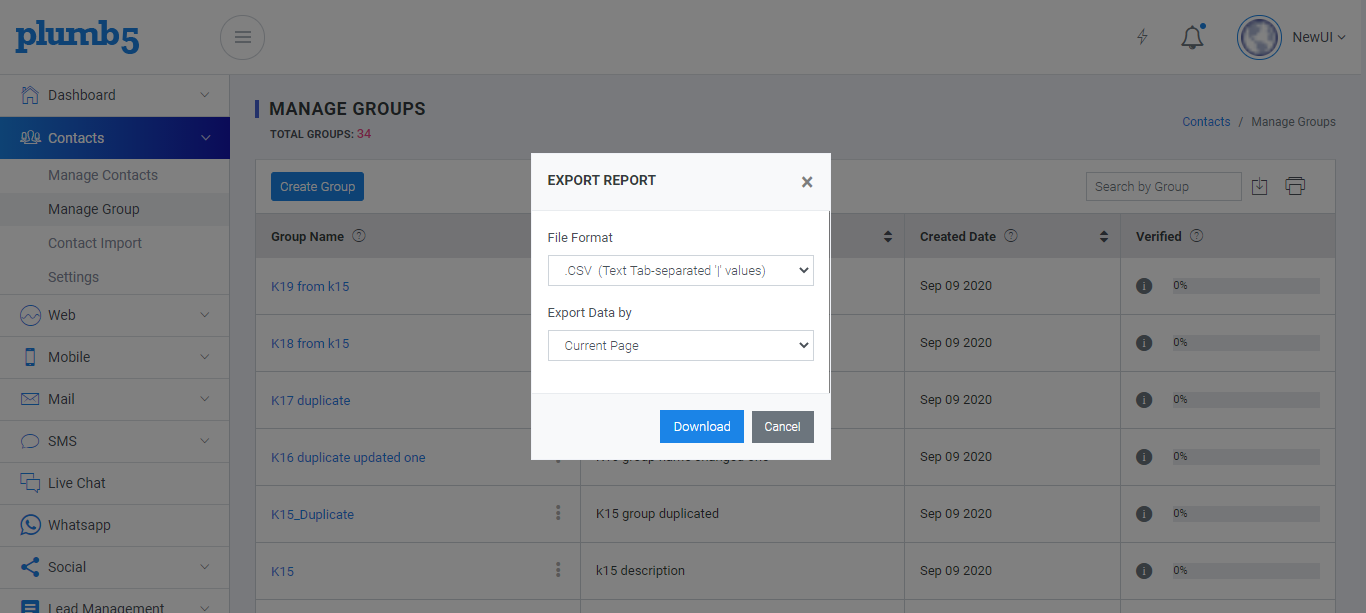 plumb5
NewUI
Dashboard
Contacts
Manage Contacts
Manage Group
Contact Import
Settings
Web
Mobile
Mail
SMS
Live Chat
Whatsapp
Social
Lead Management
MANAGE GROUPS
TOTAL GROUPS: 34
Contacts / Manage Groups
Create Group
Search by Group
Group Name
Created Date
Verified
K19 from k15
Sep 09 2020
0%
K18 from k15
Sep 09 2020
0%
K17 duplicate
Sep 09 2020
0%
K16 duplicate updated one
Sep 09 2020
0%
K15_Duplicate
K15 group duplicated
Sep 09 2020
0%
K15
k15 description
Sep 09 2020
0%
EXPORT REPORT
×
File Format
.CSV (Text Tab-separated '|' values)
Export Data by
Current Page
Download
Cancel